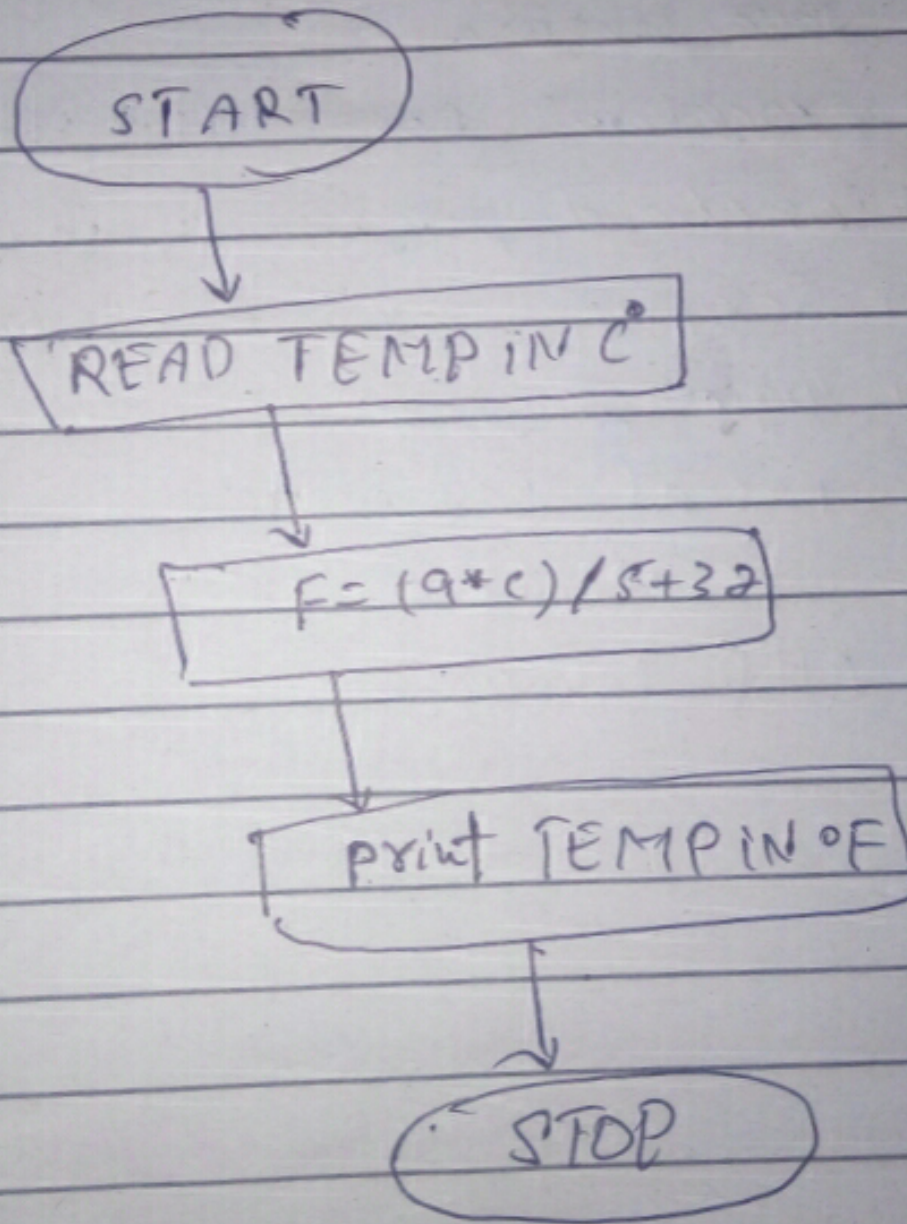 START
READ TEMP IN C°
F = (9*C) / 5+32
print TEMP IN °F
STOP